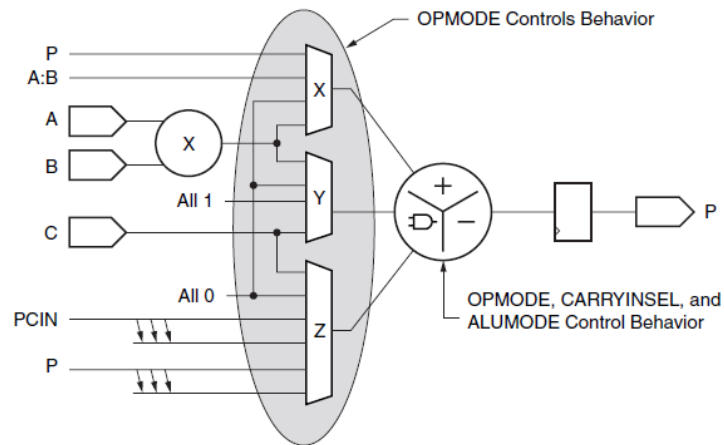 OPMODE Controls Behavior
P
A:B
X
A
X
B
All 1
Y
+
−
P
C
All 0
OPMODE, CARRYINSEL, and
ALUMODE Control Behavior
PCIN
Z
P